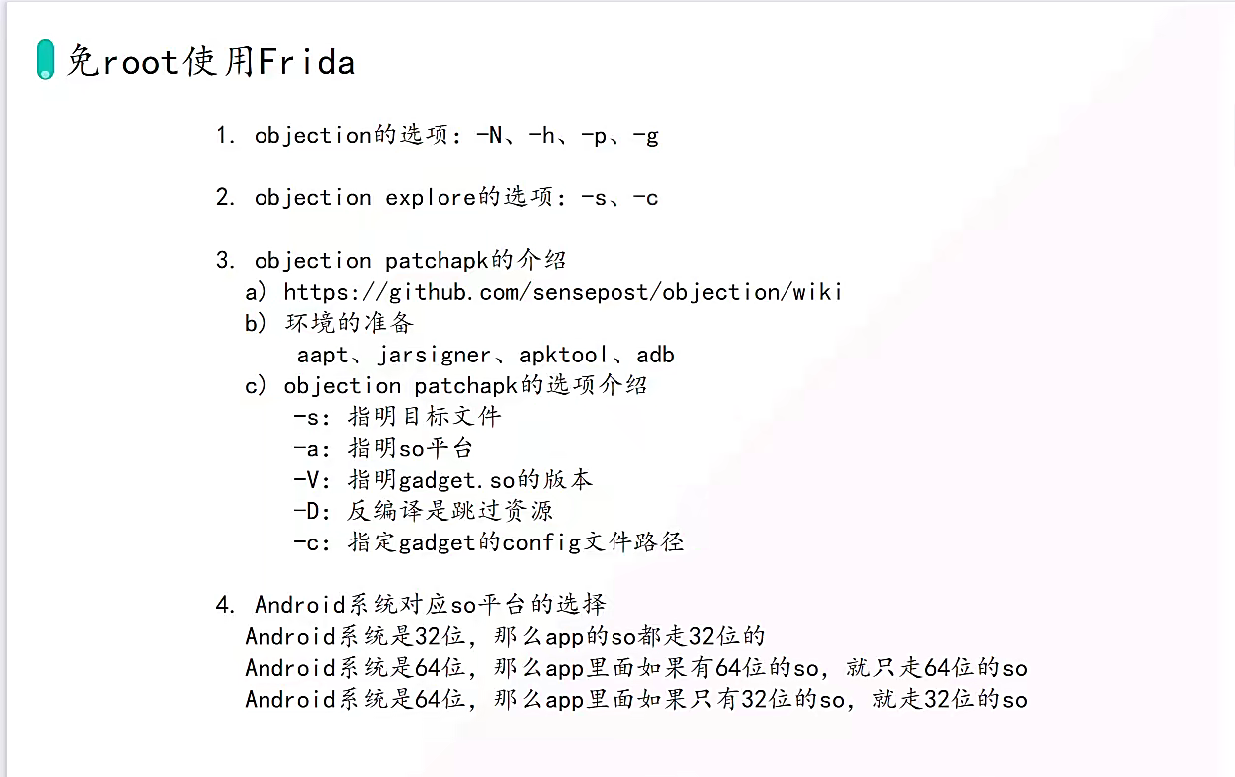 免root使用Frida
1. objection的选项：-N、-h、-p、-g
2. objection explore的选项：-s、-c
3. objection patchapk的介绍
a) https://github.com/sensepost/objection/wiki
b) 环境的准备
aapt、jarsigner、apktool、adb
c) objection patchapk的选项介绍
-s：指明目标文件
-a：指明so平台
-V：指明gadget.so的版本
-D：反编译是跳过资源
-c：指定gadget的config文件路径
4. Android系统对应so平台的选择
Android系统是32位，那么app的so都走32位的
Android系统是64位，那么app里面如果有64位的so，就只走64位的so
Android系统是64位，那么app里面如果只有32位的so，就走32位的so